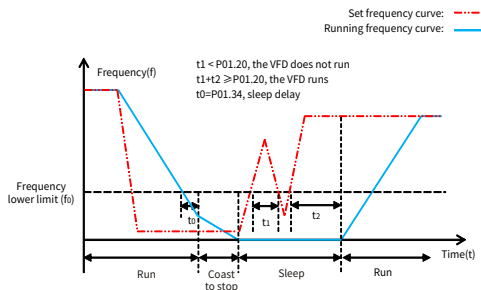 Set frequency curve:
Running frequency curve:
t1 < P01.20, the VFD does not run
t1+t2 ≥P01.20, the VFD runs
t0=P01.34, sleep delay
Frequency(f)
Frequency
lower limit (f0)
t0
t1
t2
Time(t)
Run
Coast
to stop
Sleep
Run